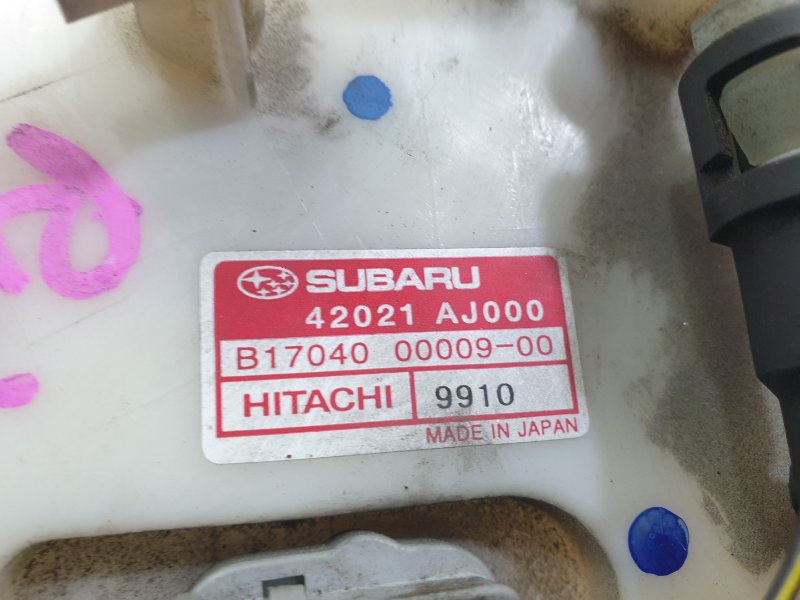 SUBARU
42021 AJ000
B17040 00009-00
HITACHI 9910
MADE IN JAPAN